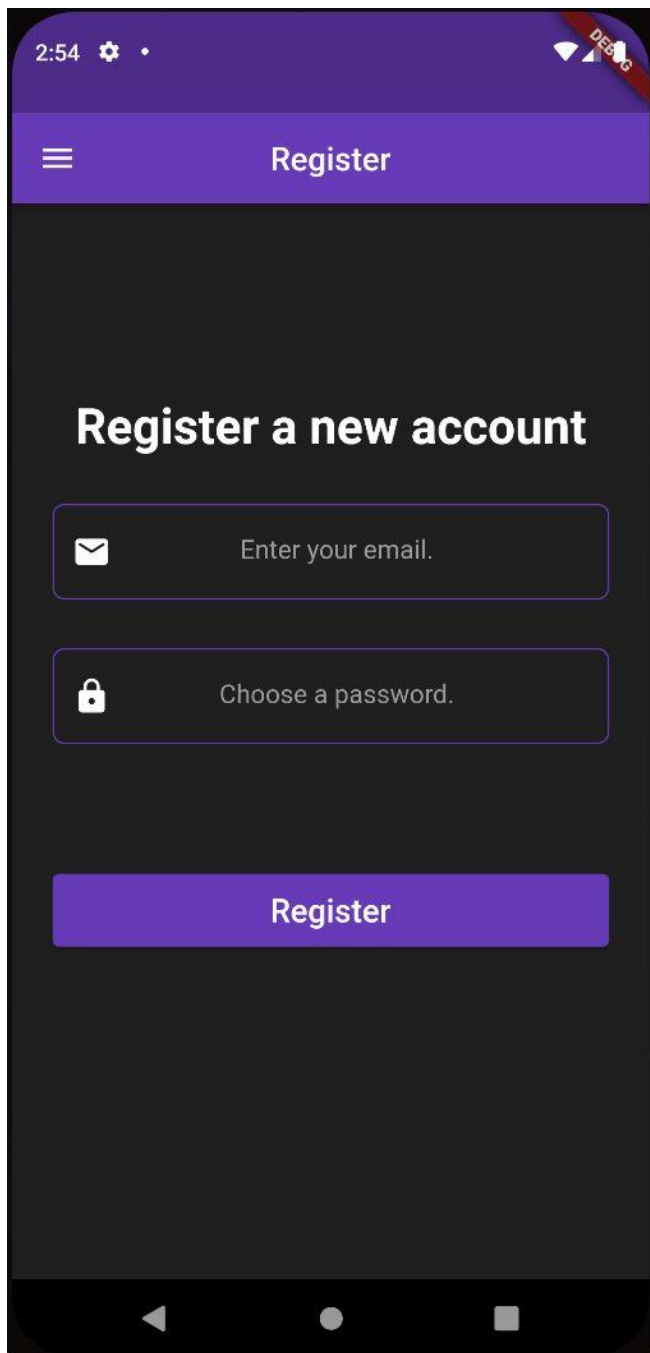 2:54
DEBUG
Register
Register a new account
Enter your email.
Choose a password.
Register